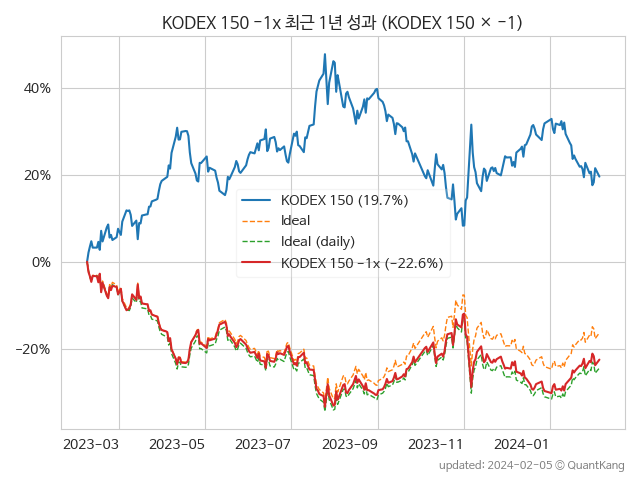 KODEX 150 -1x 최근 1년 성과 (KODEX 150 × -1)
40%
20%
0%
-20%
KODEX 150 (19.7%)
Ideal
Ideal (daily)
KODEX 150 -1x (-22.6%)
2023-03
2023-05
2023-07
2023-09
2023-11
2024-01
updated: 2024-02-05 © QuantKang